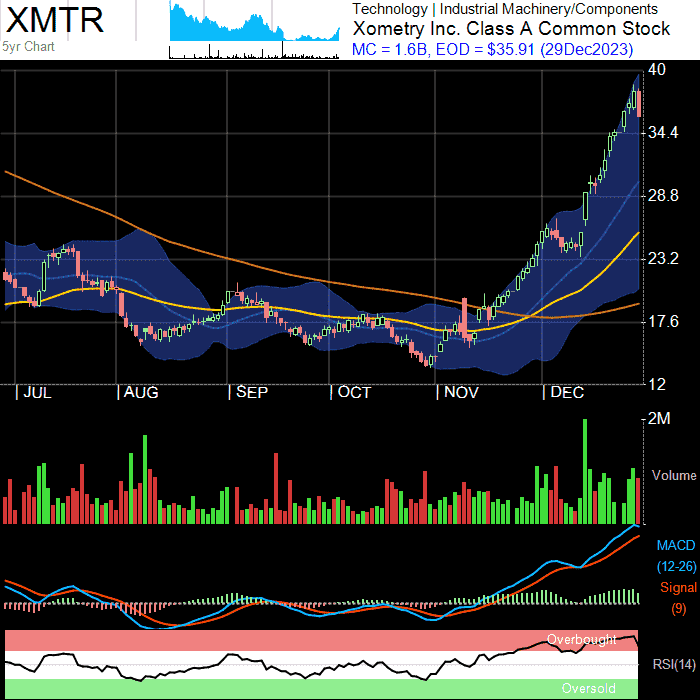 XMTR
5yr Chart
Technology | Industrial Machinery/Components
Xometry Inc. Class A Common Stock
MC = 1.6B, EOD = $35.91 (29Dec2023)
40
34.4
28.8
23.2
17.6
12
JUL AUG SEP OCT NOV DEC
2M
Volume
MACD
(12-26)
Signal
(9)
Overbought
RSI(14)
Oversold